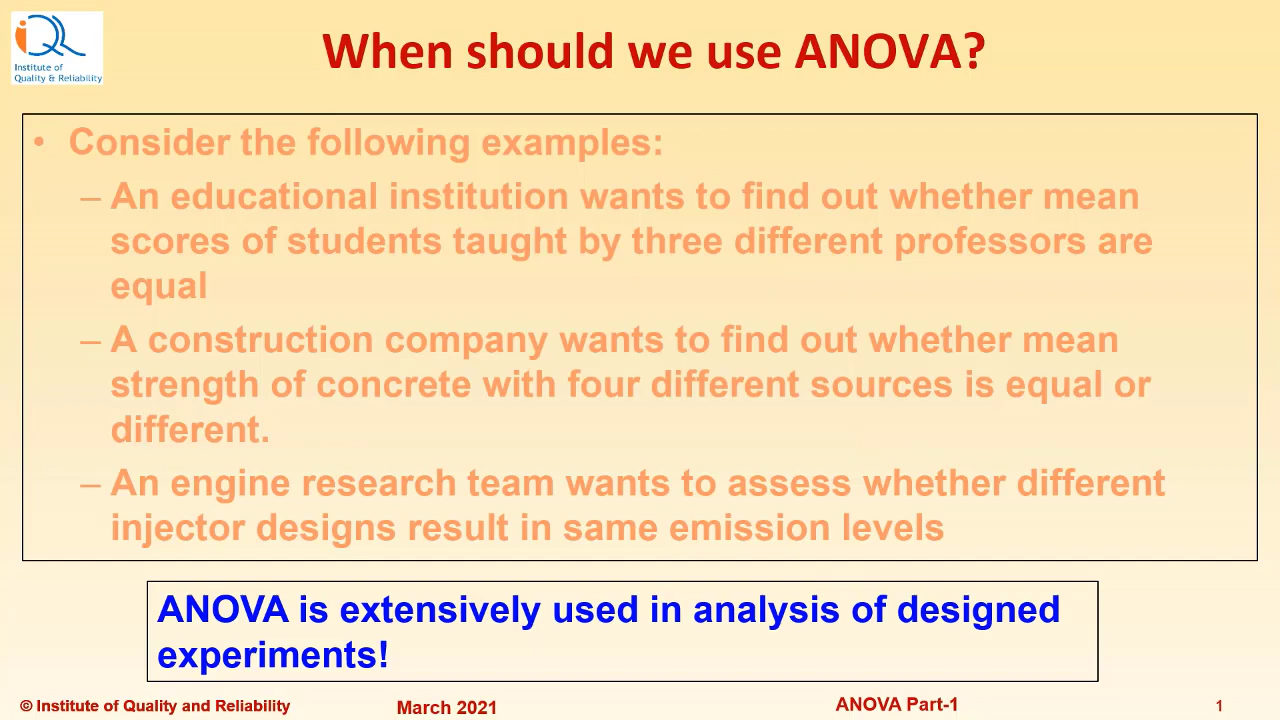 iQR
Institute of
Quality & Reliability
When should we use ANOVA?
• Consider the following examples:
– An educational institution wants to find out whether mean
scores of students taught by three different professors are
equal
– A construction company wants to find out whether mean
strength of concrete with four different sources is equal or
different.
– An engine research team wants to assess whether different
injector designs result in same emission levels
ANOVA is extensively used in analysis of designed
experiments!
© Institute of Quality and Reliability
March 2021
ANOVA Part-1
1